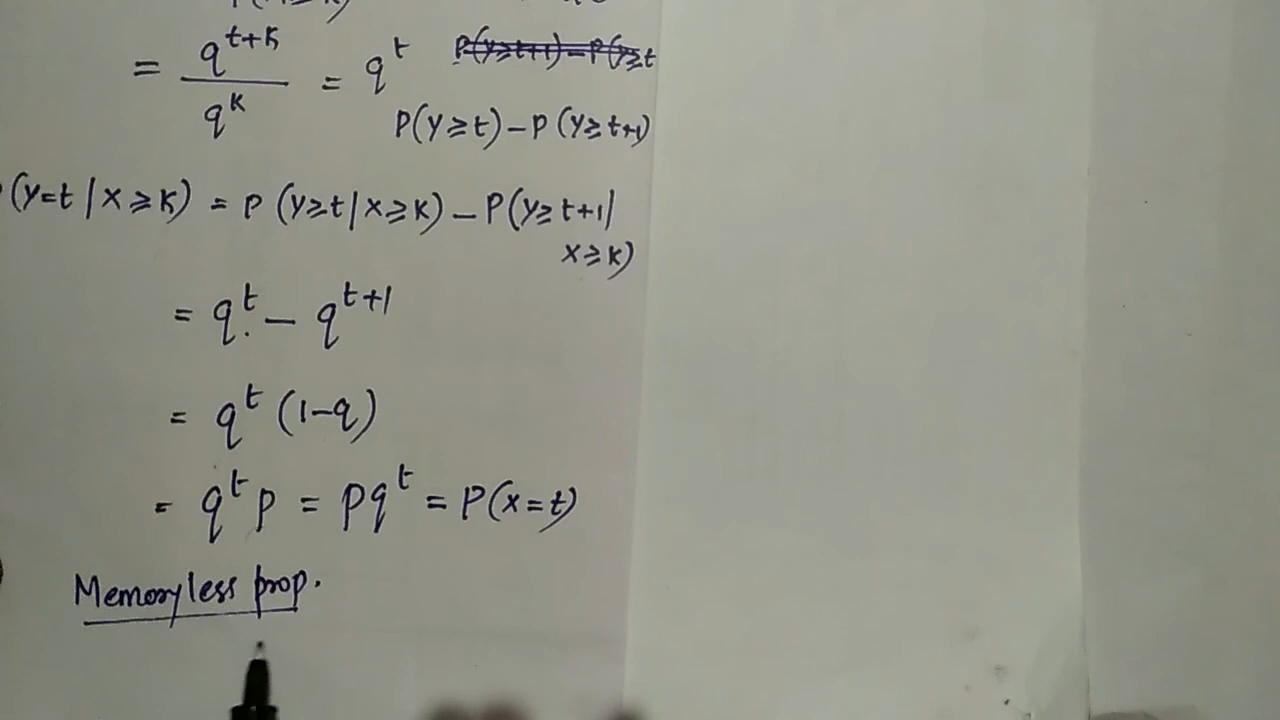 = q^{t+k} / q^k = q^t
P(Y≥t) – P(Y≥t+1)
(Y=t | X≥k) = P(Y≥t | X≥k) – P(Y≥t+1 |
X≥k)
= q^t – q^{t+1}
= q^t (1–q)
= q^t p = pq^t = P(X=t)
Memoryless prop.